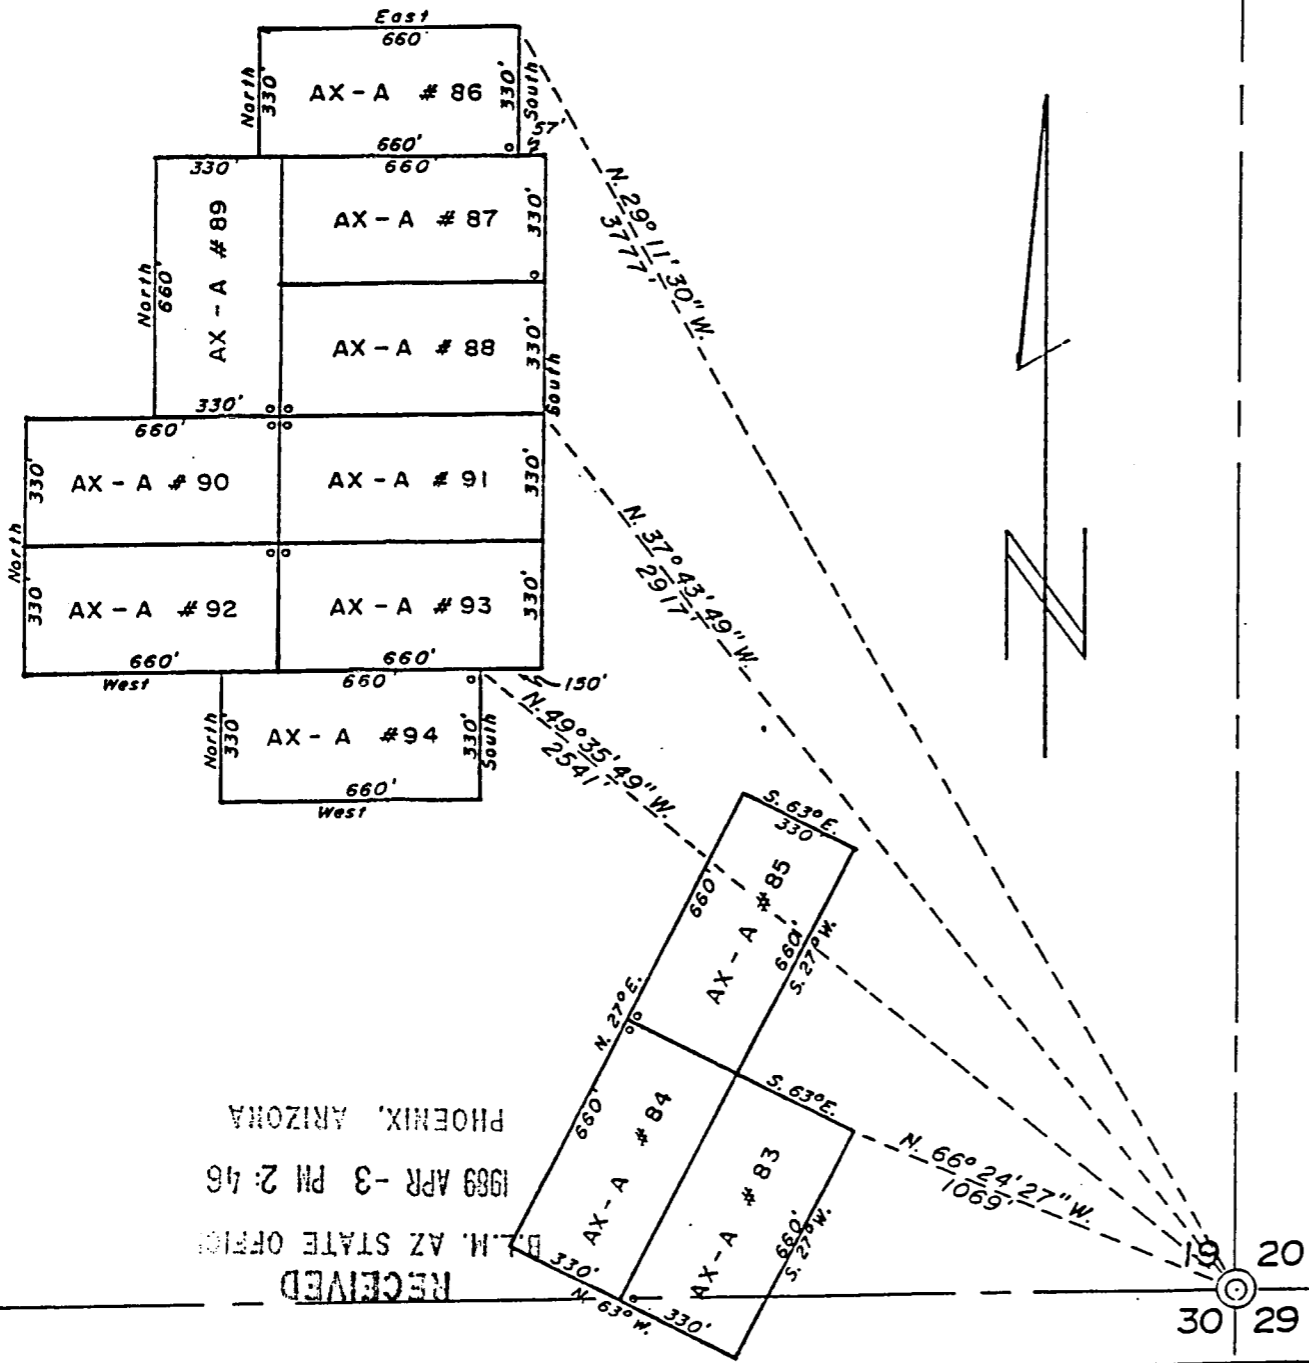 East
660'
North
330'
AX-A # 86
330'
South
57'
660'
330'
660'
North
660'
AX-A # 89
AX-A # 87
330'
AX-A # 88
330'
South
330'
660'
330'
AX-A # 90
AX-A # 91
330'
North
330'
AX-A # 92
AX-A # 93
330'
660'
West
660'
660'
150'
North
330'
AX-A # 94
330'
South
660'
West
N. 29° 11' 30" W.
3777'
N. 37° 43' 49" W.
2917'
N. 49° 35' 49" W.
2541'
N
S. 63° E.
330'
660'
AX-A # 85
660'
S. 27° W.
N. 27° E.
S. 63° E.
660'
AX-A # 84
AX-A # 83
660'
S. 27° W.
330'
N. 63° W.
330'
N. 66° 24' 27" W.
1069'
19 20
30 29
RECEIVED
B.L.M. AZ STATE OFFICE
1989 APR -3 PM 2:46
PHOENIX, ARIZONA